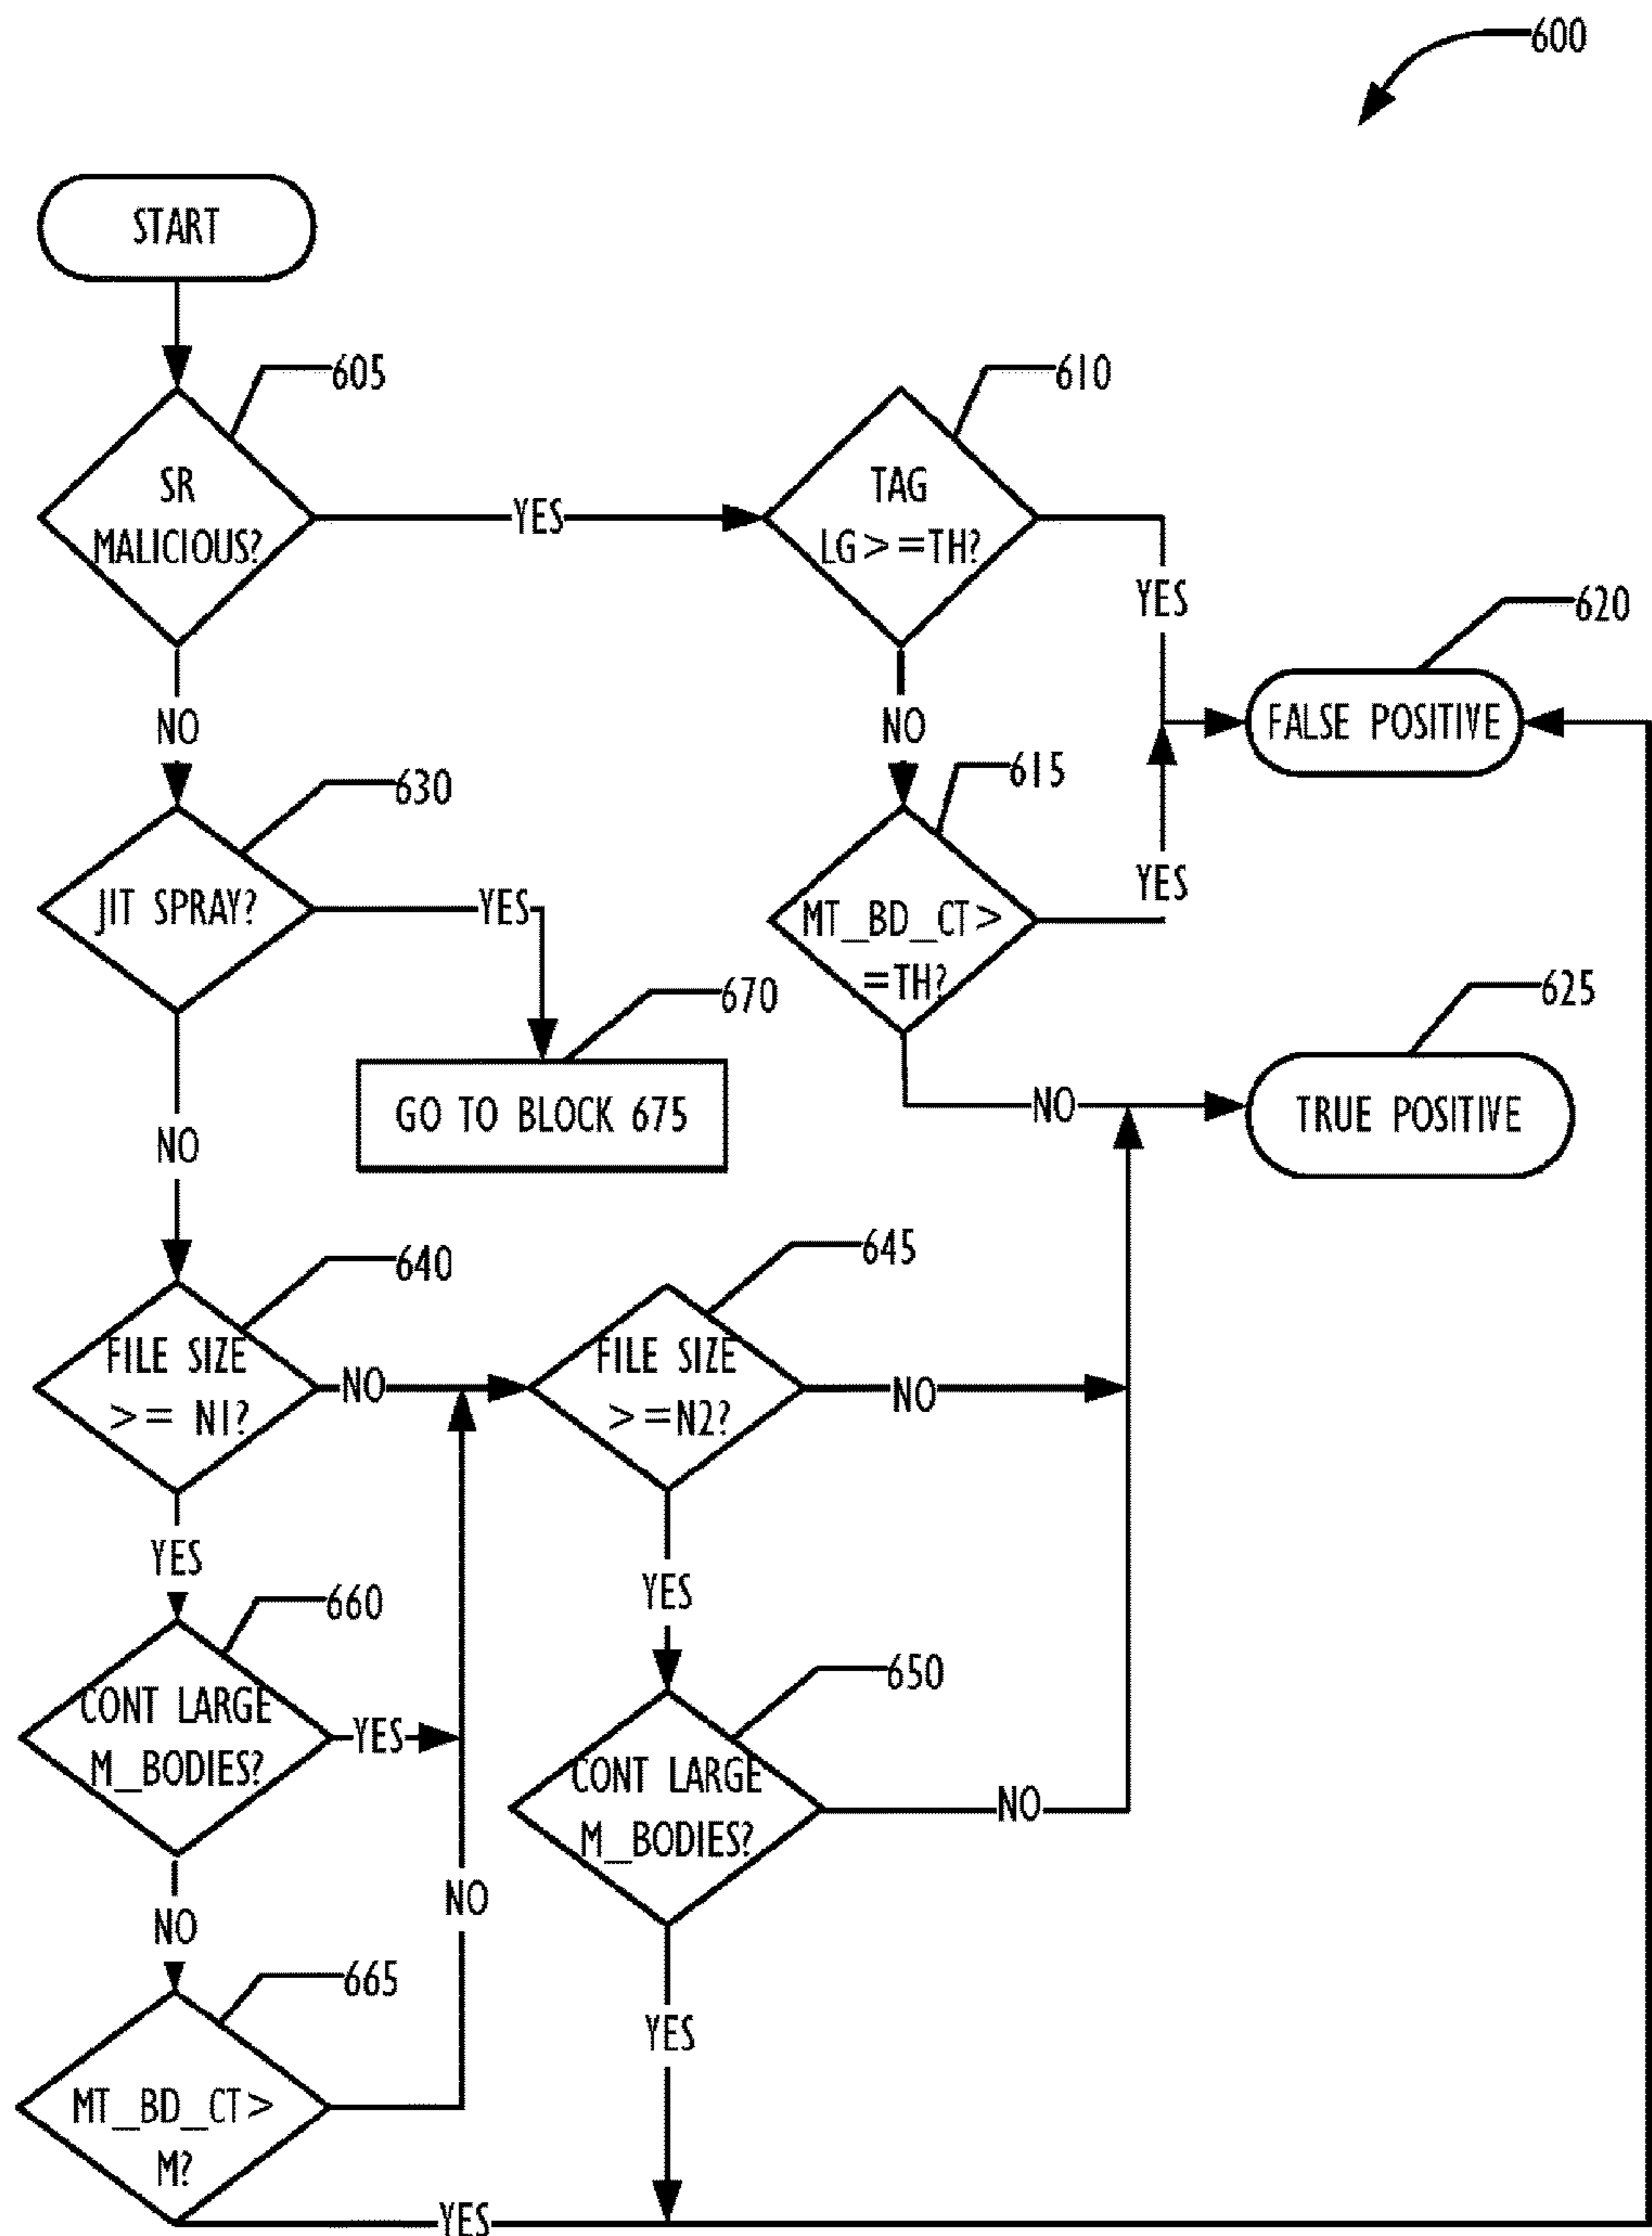 600
START
605
610
SR
MALICIOUS?
YES
TAG
LG>=TH?
YES
620
NO
NO
FALSE POSITIVE
630
615
JIT SPRAY?
YES
MT_BD_CT>
=TH?
YES
670
625
GO TO BLOCK 675
NO
TRUE POSITIVE
NO
640
645
FILE SIZE
>= N1?
NO
FILE SIZE
>=N2?
NO
YES
YES
660
650
CONT LARGE
M_BODIES?
YES
CONT LARGE
M_BODIES?
NO
NO
NO
665
YES
MT_BD_CT>
M?
YES